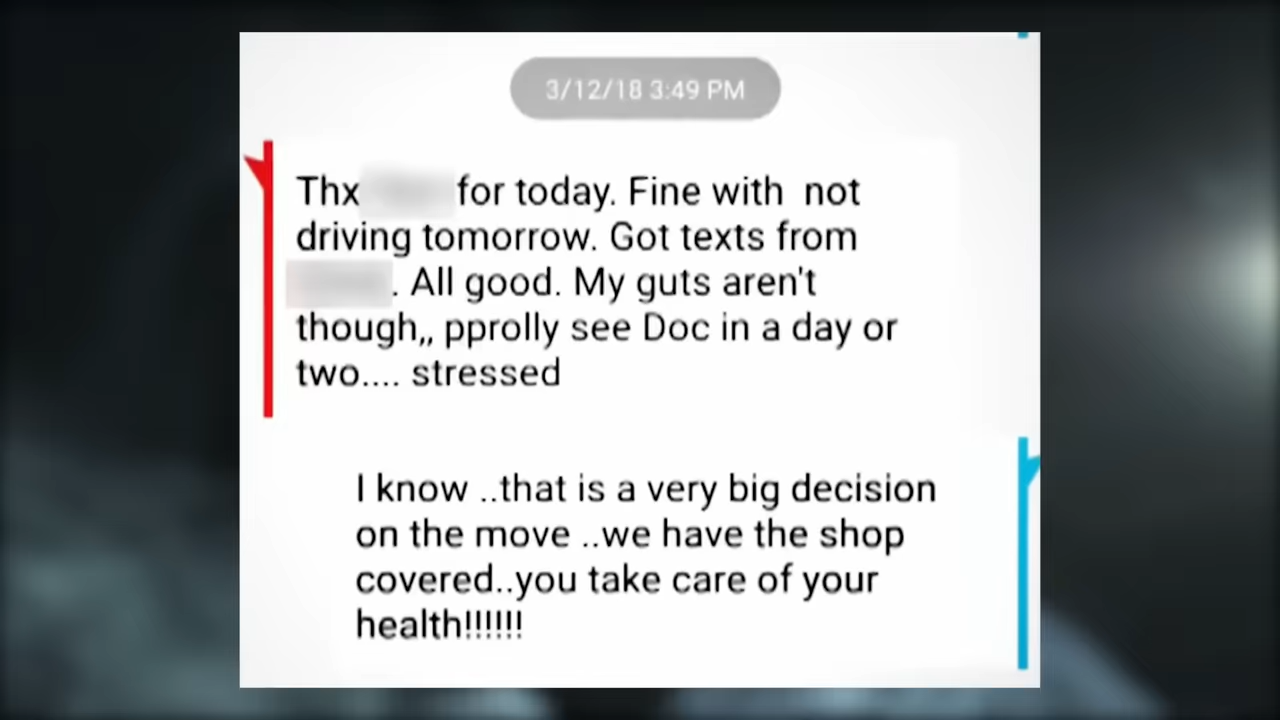 3/12/18 3:49 PM
Thx for today. Fine with not
driving tomorrow. Got texts from
. All good. My guts aren't
though,, pprolly see Doc in a day or
two.... stressed
I know ..that is a very big decision
on the move ..we have the shop
covered..you take care of your
health!!!!!!